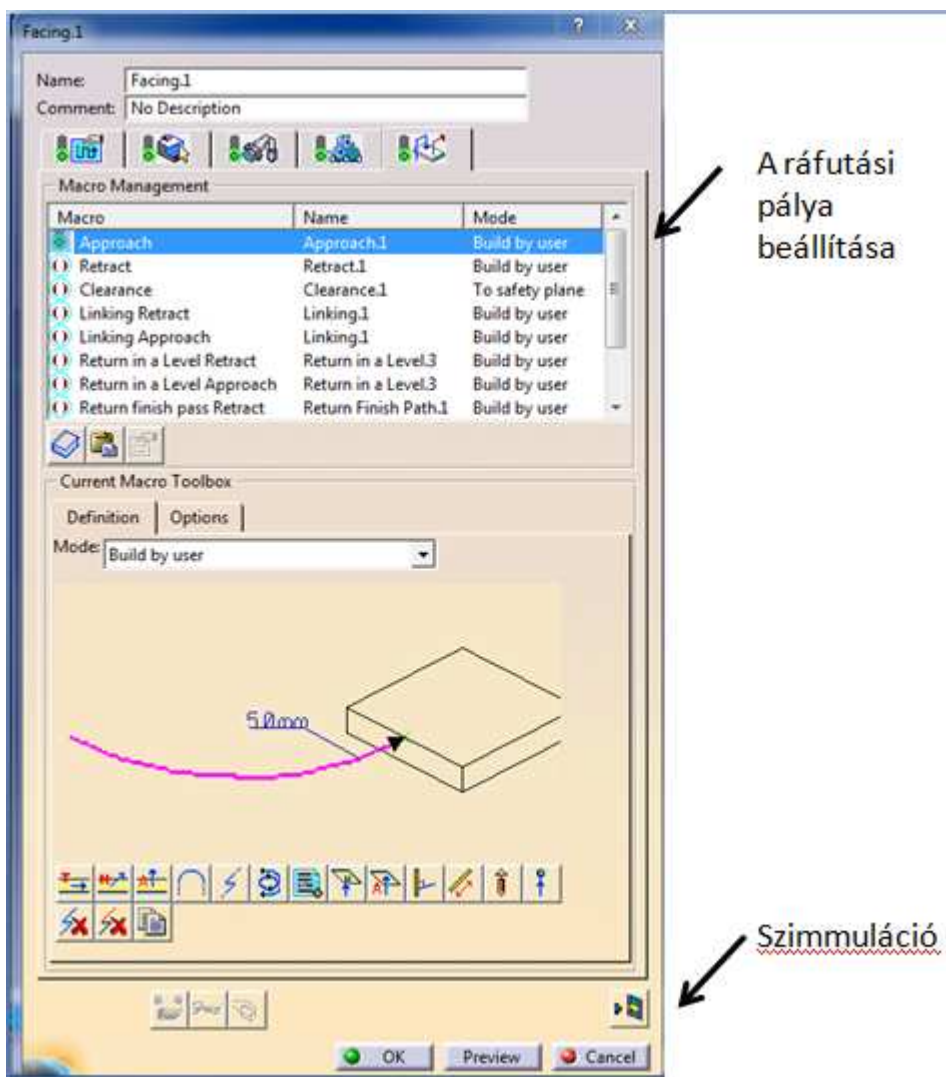 Facing.1
Name: Facing.1
Comment: No Description
Macro Management
Macro Name Mode
Approach Approach.1 Build by user
Retract Retract.1 Build by user
Clearance Clearance.1 To safety plane
Linking Retract Linking.1 Build by user
Linking Approach Linking.1 Build by user
Return in a Level Retract Return in a Level.3 Build by user
Return in a Level Approach Return in a Level.3 Build by user
Return finish pass Retract Return Finish Path.1 Build by user
Current Macro Toolbox
Definition Options
Mode: Build by user
5.0mm
OK Preview Cancel
A ráfutási
pálya
beállítása
Szimmuláció